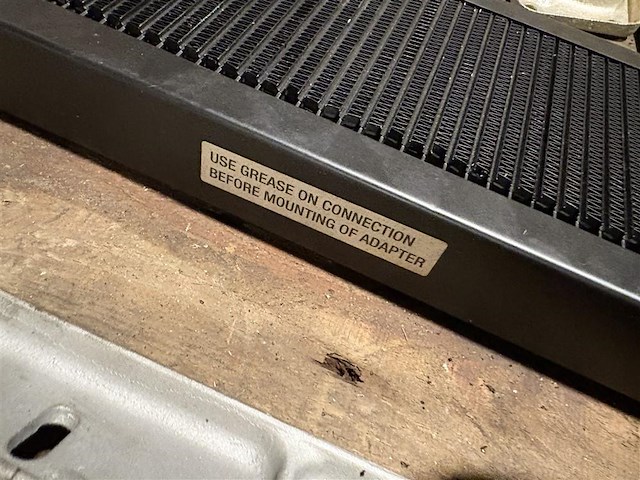 USE GREASE ON CONNECTION
BEFORE MOUNTING OF ADAPTER